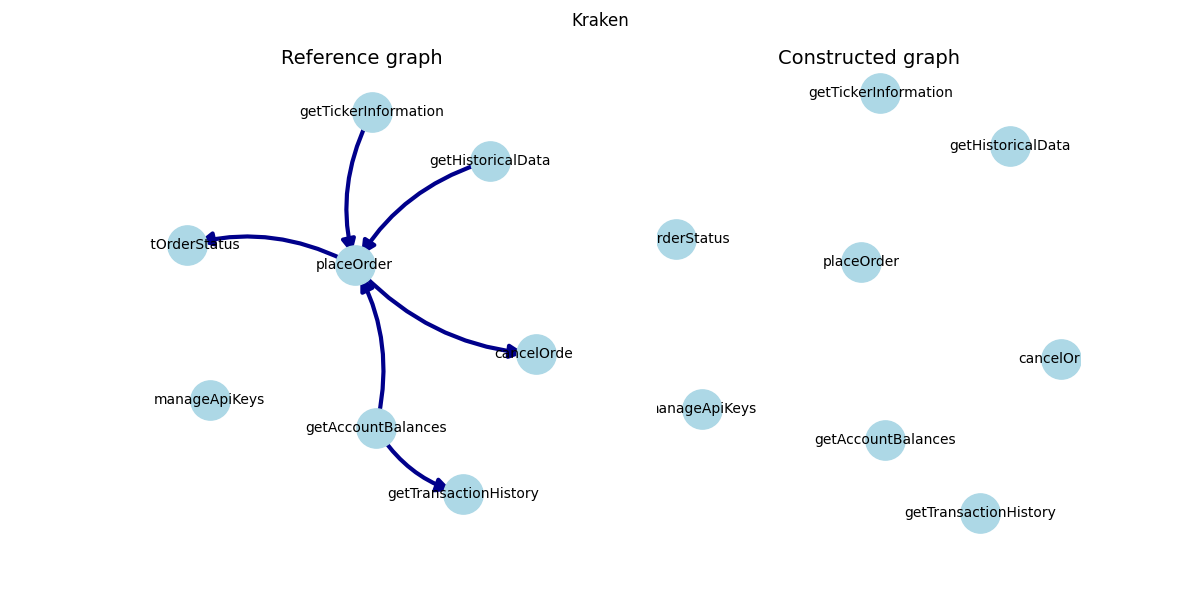 Kraken
Reference graph
getTickerInformation
getHistoricalData
tOrderStatus
placeOrder
cancelOrde
manageApiKeys
getAccountBalances
getTransactionHistory
Constructed graph
getTickerInformation
getHistoricalData
rderStatus
placeOrder
cancelOr
anageApiKeys
getAccountBalances
getTransactionHistory